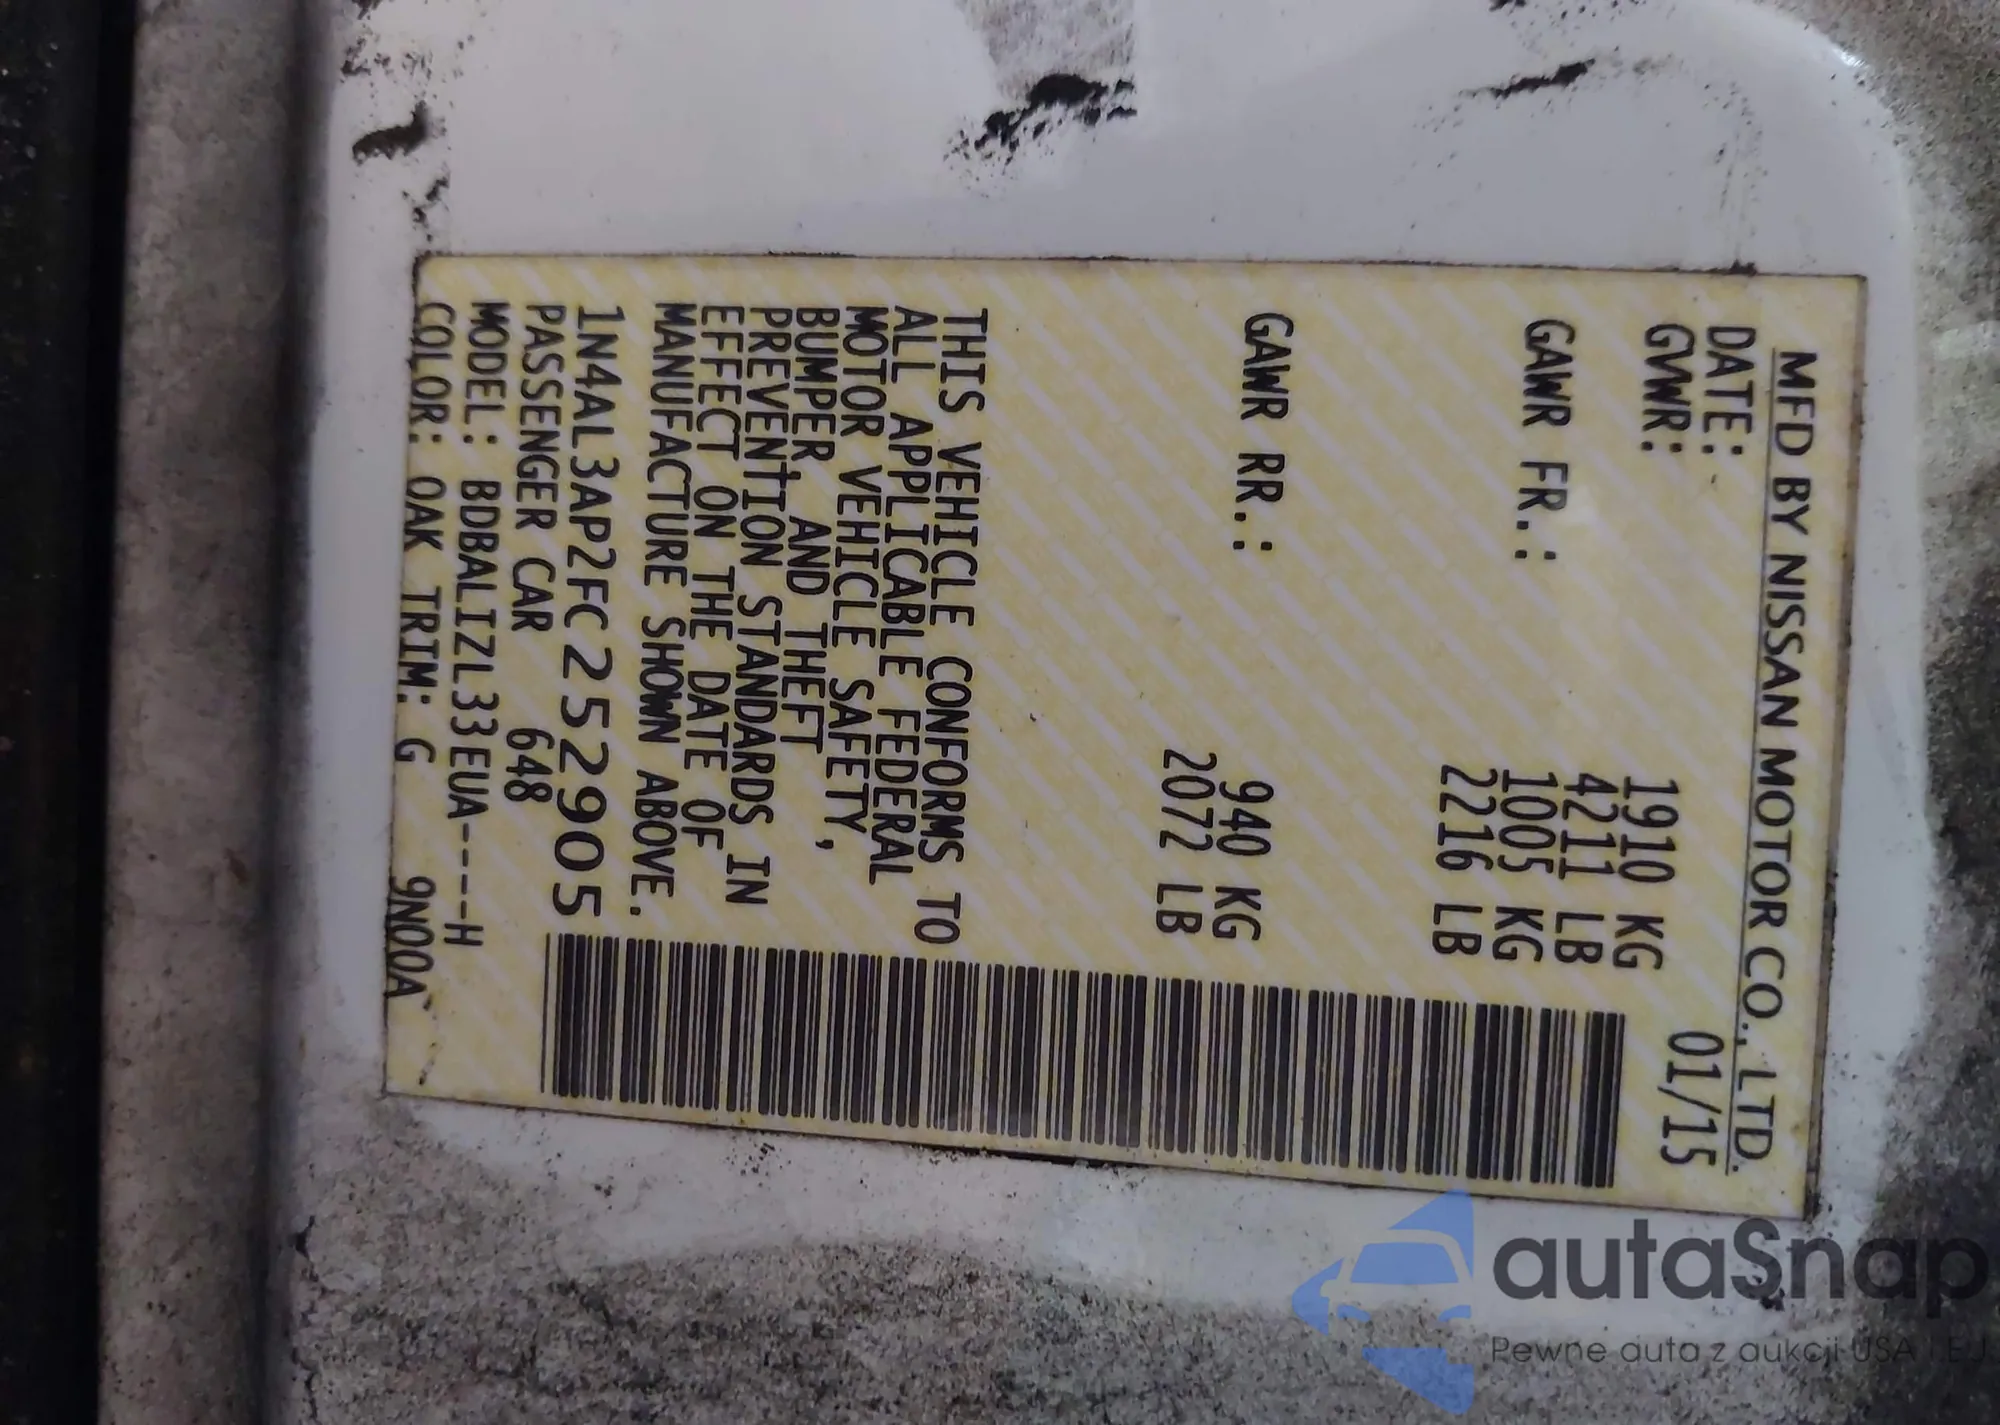 MFD BY NISSAN MOTOR CO., LTD.
DATE: 01/15
GVWR: 1910 KG
4211 LB
GAWR FR.: 1005 KG
2216 LB
GAWR RR.: 940 KG
2072 LB
THIS VEHICLE CONFORMS TO
ALL APPLICABLE FEDERAL
MOTOR VEHICLE SAFETY,
BUMPER, AND THEFT
PREVENTION STANDARDS IN
EFFECT ON THE DATE OF
MANUFACTURE SHOWN ABOVE.
1N4AL3AP2FC252905
PASSENGER CAR 648
MODEL: BDBALIZL33EUA----H
COLOR: QAK TRIM: G 9N00A
autaSnap
Pewne auta z aukcji USA i EU